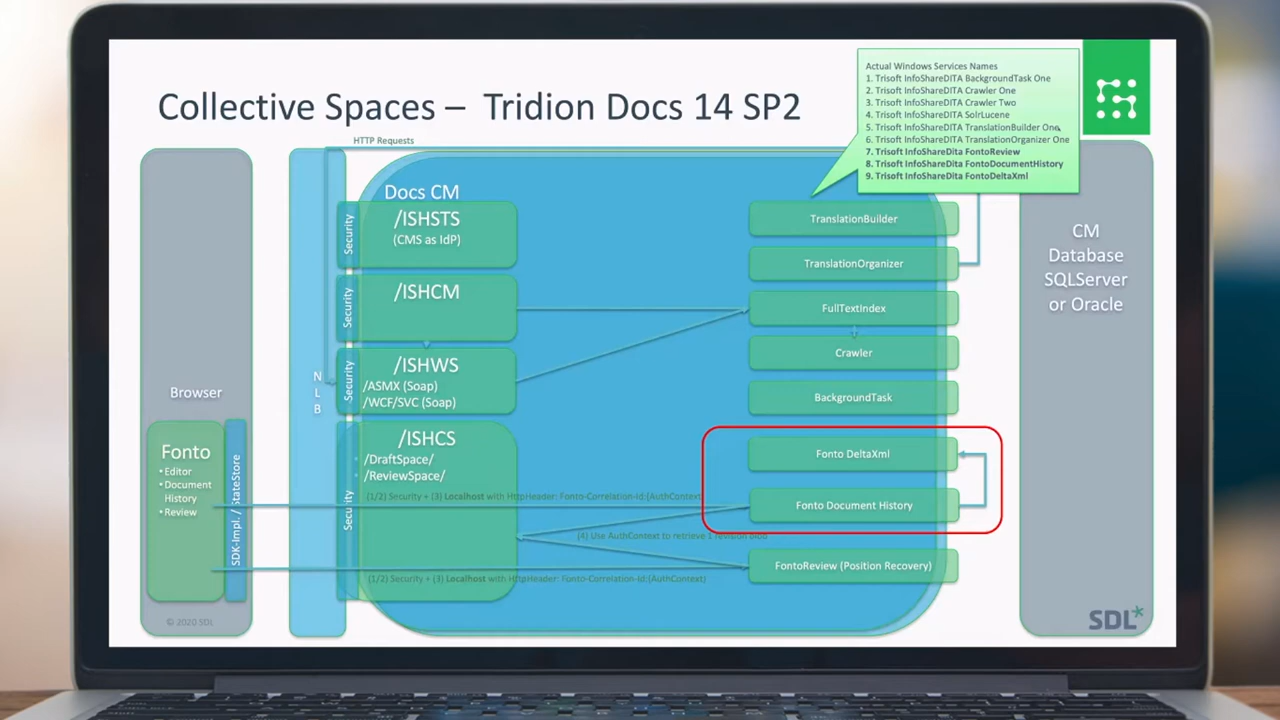 Collective Spaces – Tridion Docs 14 SP2
Actual Windows Services Names
1. Trisoft InfoShareDITA BackgroundTask One
2. Trisoft InfoShareDITA Crawler One
3. Trisoft InfoShareDITA Crawler Two
4. Trisoft InfoShareDITA SolrLucene
5. Trisoft InfoShareDITA TranslationBuilder One
6. Trisoft InfoShareDITA TranslationOrganizer One
7. Trisoft InfoShareDita FontoReview
8. Trisoft InfoShareDita FontoDocumentHistory
9. Trisoft InfoShareDita FontoDeltaXml
HTTP Requests
Browser
Fonto
• Editor
• Document
History
• Review
SDK-Impl. / StateStore
© 2020 SDL
N
L
B
Docs CM
Security
/ISHSTS
(CMS as IdP)
Security
/ISHCM
Security
/ISHWS
/ASMX (Soap)
/WCF/SVC (Soap)
Security
/ISHCS
/DraftSpace/
/ReviewSpace/
(1/2) Security + (3) Localhost with HttpHeader: Fonto-Correlation-Id:{AuthContext
(4) Use AuthContext to retrieve 1 revision blob
(1/2) Security + (3) Localhost with HttpHeader: Fonto-Correlation-Id:{AuthContext}
TranslationBuilder
TranslationOrganizer
FullTextIndex
Crawler
BackgroundTask
Fonto DeltaXml
Fonto Document History
FontoReview (Position Recovery)
CM
Database
SQLServer
or Oracle
SDL*